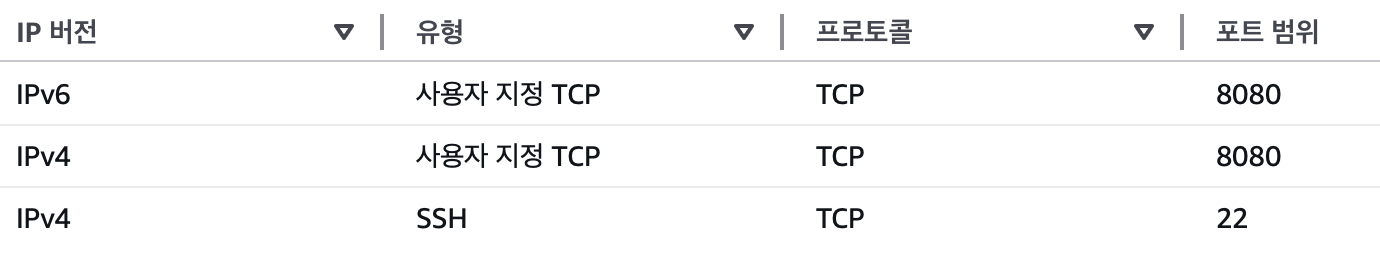 IP 버전 유형 프로토콜 포트 범위
IPv6 사용자 지정 TCP TCP 8080
IPv4 사용자 지정 TCP TCP 8080
IPv4 SSH TCP 22